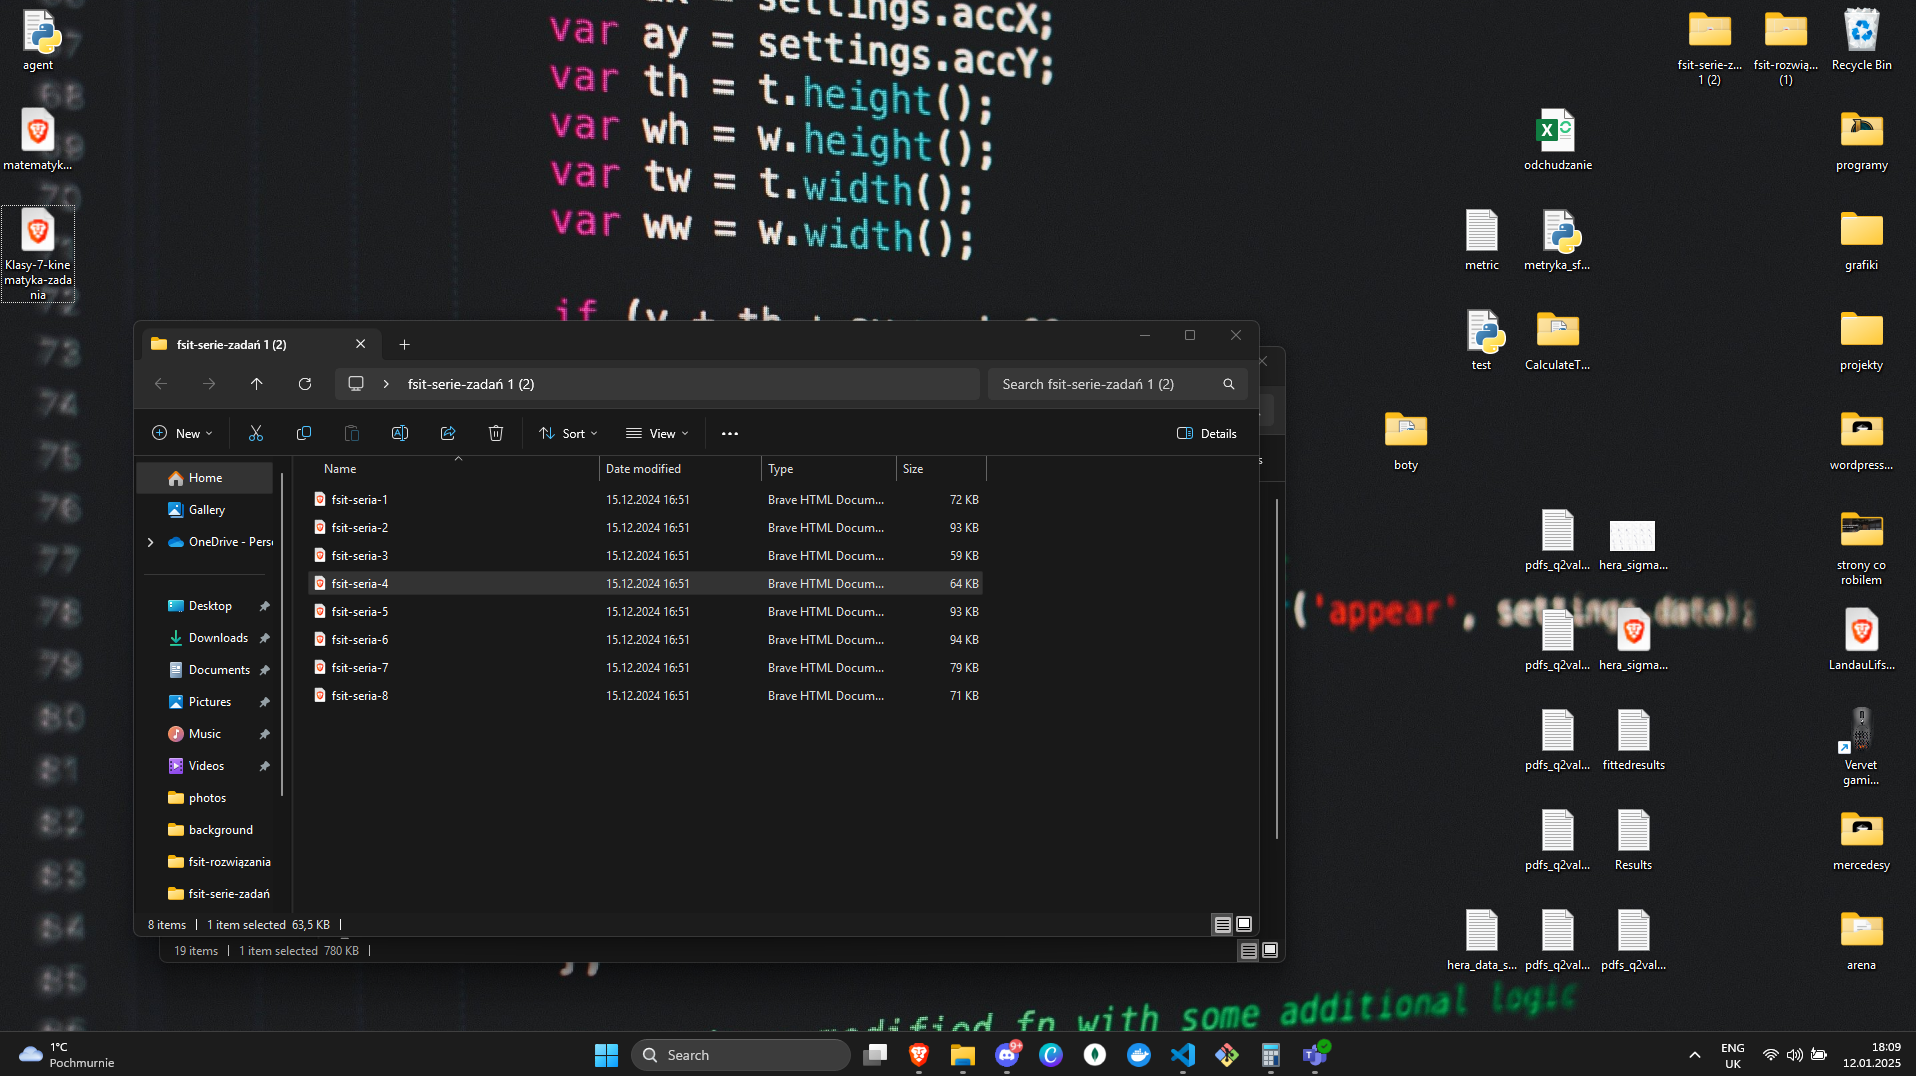 var ay = settings.accY;
var th = t.height();
var wh = w.height();
var tw = t.width();
var ww = w.width();
agent
matematyk...
Klasy-7-kine
matyka-zada
nia
fsit-serie-z...
1 (2)
fsit-rozwią...
(1)
Recycle Bin
odchudzanie
programy
metric
metryka_sf...
grafiki
test
CalculateT...
projekty
boty
wordpress...
pdfs_q2val...
hera_sigma...
strony co
robilem
('appear', settings.data);
pdfs_q2val...
hera_sigma...
LandauLifs...
pdfs_q2val...
fittedresults
Vervet
gami...
pdfs_q2val...
Results
mercedesy
hera_data_s...
pdfs_q2val...
pdfs_q2val...
arena
fsit-serie-zadań 1 (2)
fsit-serie-zadań 1 (2)
Search fsit-serie-zadań 1 (2)
New
Sort
View
Details
Home
Gallery
OneDrive - Perso
Desktop
Downloads
Documents
Pictures
Music
Videos
photos
background
fsit-rozwiązania
fsit-serie-zadań
Name Date modified Type Size
fsit-seria-1 15.12.2024 16:51 Brave HTML Docum... 72 KB
fsit-seria-2 15.12.2024 16:51 Brave HTML Docum... 93 KB
fsit-seria-3 15.12.2024 16:51 Brave HTML Docum... 59 KB
fsit-seria-4 15.12.2024 16:51 Brave HTML Docum... 64 KB
fsit-seria-5 15.12.2024 16:51 Brave HTML Docum... 93 KB
fsit-seria-6 15.12.2024 16:51 Brave HTML Docum... 94 KB
fsit-seria-7 15.12.2024 16:51 Brave HTML Docum... 79 KB
fsit-seria-8 15.12.2024 16:51 Brave HTML Docum... 71 KB
8 items 1 item selected 63,5 KB
19 items 1 item selected 780 KB
fn with some additional logic
1°C
Pochmurnie
Search
9+
ENG
UK
18:09
12.01.2025